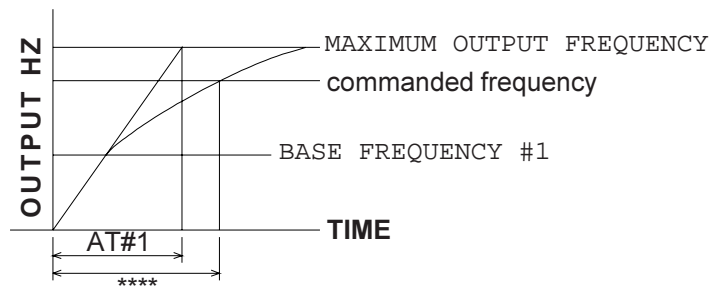 OUTPUT HZ
MAXIMUM OUTPUT FREQUENCY
commanded frequency
BASE FREQUENCY #1
TIME
AT#1
****